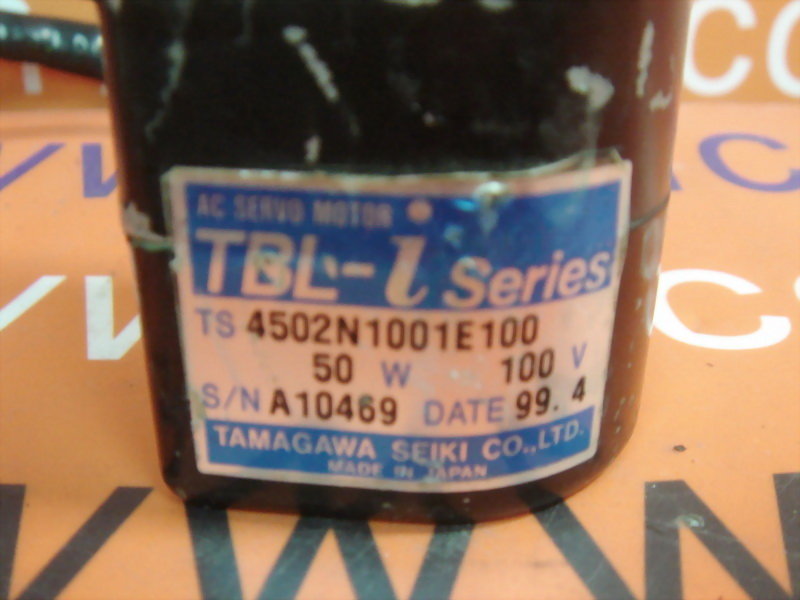 AC SERVO MOTOR
TBL-i Series
TS 4502N1001E100
50 W 100 V
S/N A10469 DATE 99. 4
TAMAGAWA SEIKI CO.,LTD.
MADE IN JAPAN